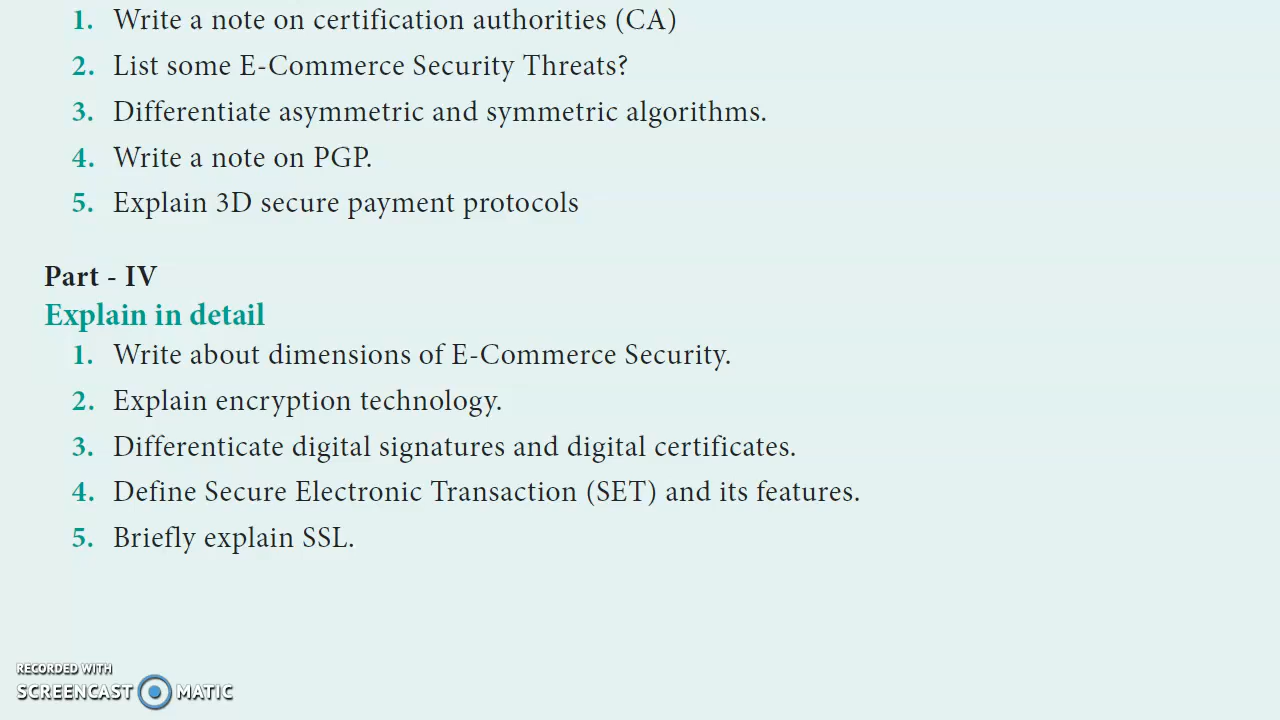 1. Write a note on certification authorities (CA)
2. List some E-Commerce Security Threats?
3. Differentiate asymmetric and symmetric algorithms.
4. Write a note on PGP.
5. Explain 3D secure payment protocols
Part - IV
Explain in detail
1. Write about dimensions of E-Commerce Security.
2. Explain encryption technology.
3. Differenticate digital signatures and digital certificates.
4. Define Secure Electronic Transaction (SET) and its features.
5. Briefly explain SSL.
RECORDED WITH
SCREENCAST MATIC